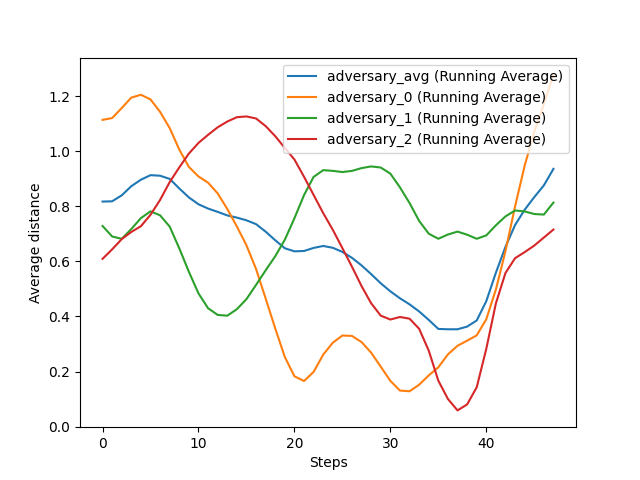 adversary_avg (Running Average)
adversary_0 (Running Average)
adversary_1 (Running Average)
adversary_2 (Running Average)
Average distance
1.2
1.0
0.8
0.6
0.4
0.2
0.0
0 10 20 30 40
Steps